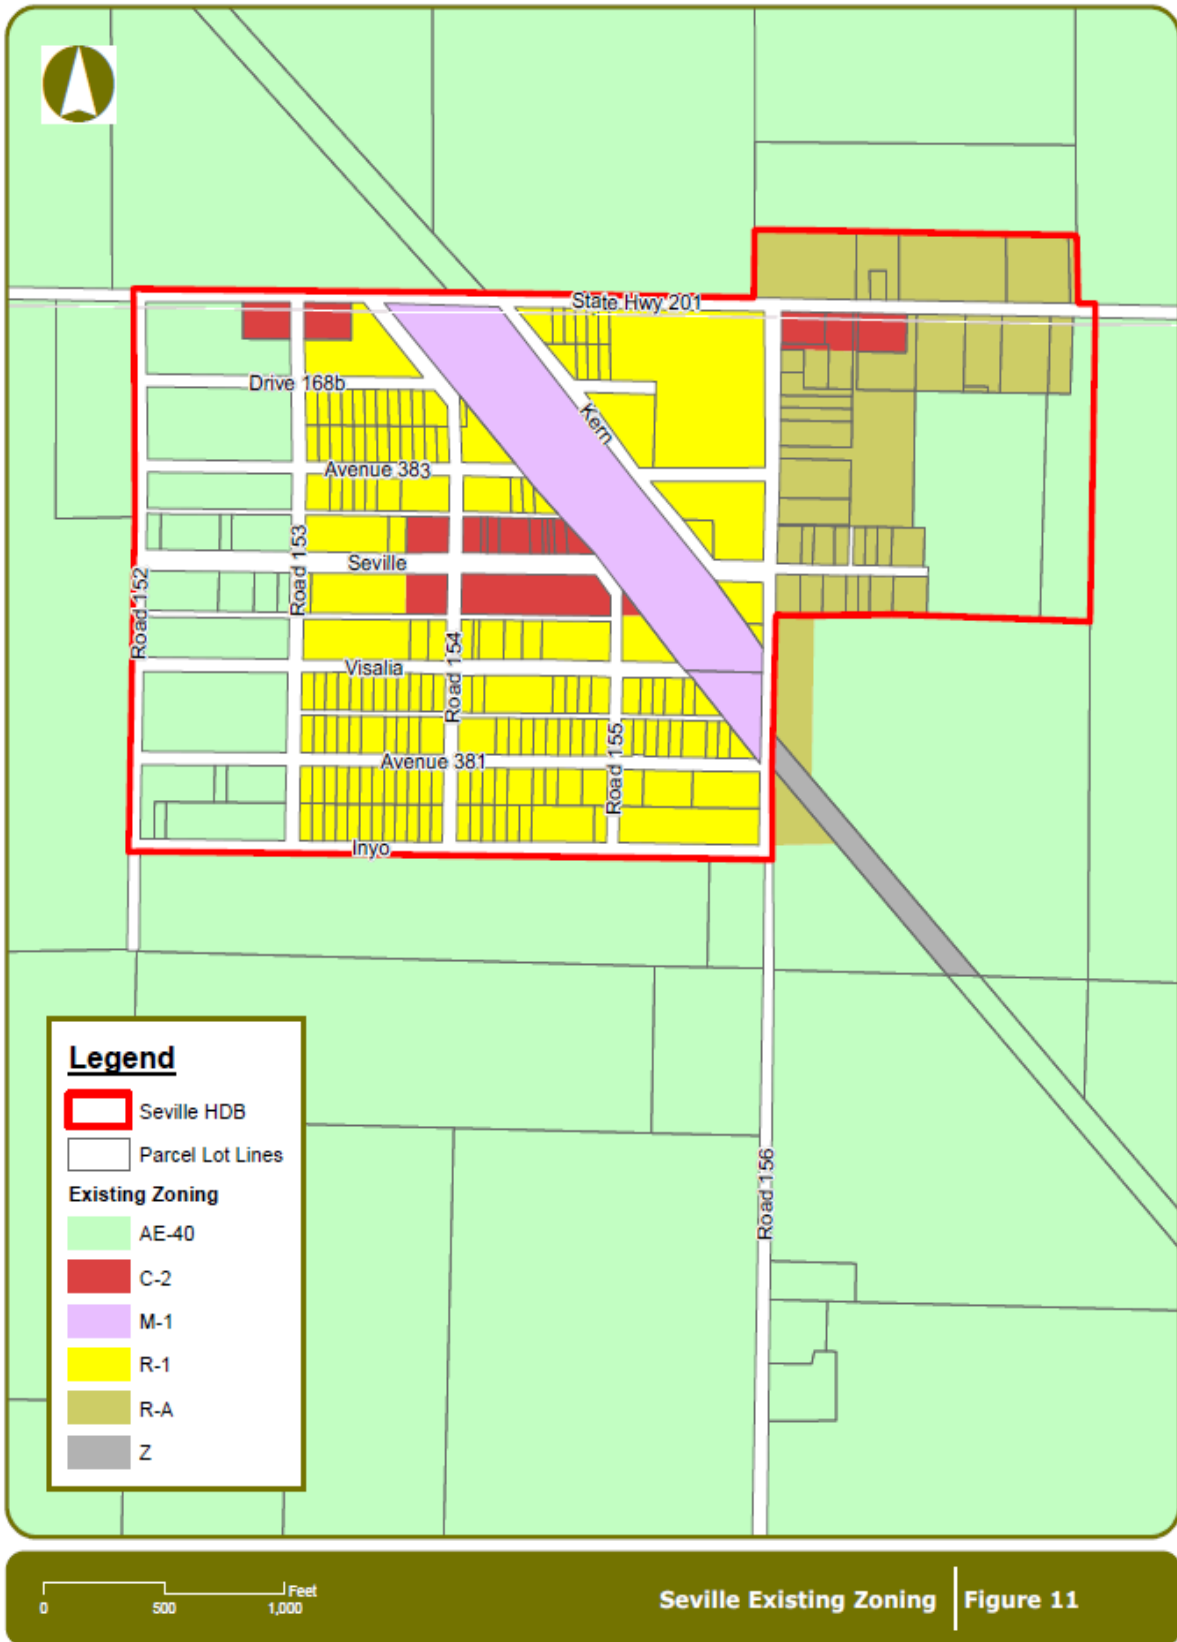 State Hwy 201
Drive 168b
Kern
Avenue 383
Road 153
Seville
Road 152
Road 154
Visalia
Road 155
Avenue 381
Inyo
Road 156
Legend
Seville HDB
Parcel Lot Lines
Existing Zoning
AE-40
C-2
M-1
R-1
R-A
Z
Feet
0 500 1,000
Seville Existing Zoning Figure 11